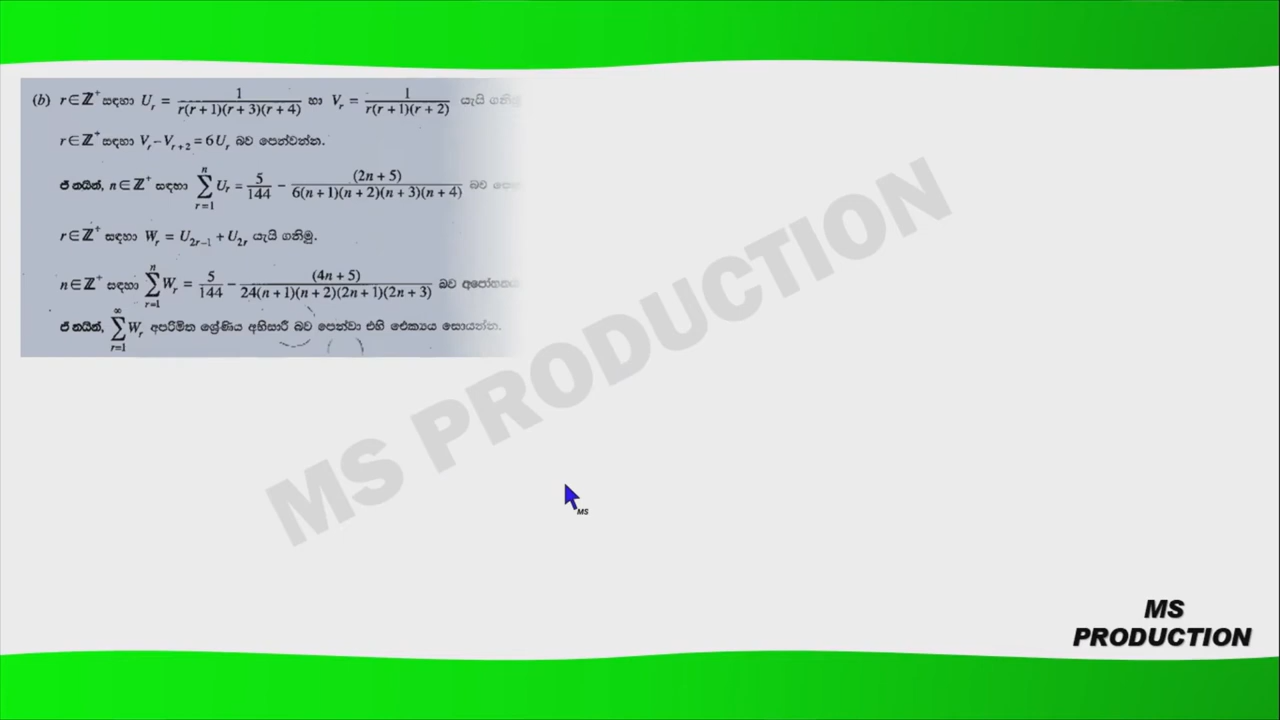 (b) r∈ℤ⁺ සඳහා U_r = 1/(r(r+1)(r+3)(r+4)) හා V_r = 1/(r(r+1)(r+2)) යැයි
r∈ℤ⁺ සඳහා V_r − V_{r+2} = 6U_r බව පෙන්වන්න.
ඒ නයින්, n∈ℤ⁺ සඳහා ∑_{r=1}^{n} U_r = 5/144 − (2n+5)/(6(n+1)(n+2)(n+3)(n+4)) බව
r∈ℤ⁺ සඳහා W_r = U_{2r−1} + U_{2r} යැයි ගනිමු.
n∈ℤ⁺ සඳහා ∑_{r=1}^{n} W_r = 5/144 − (4n+5)/(24(n+1)(n+2)(2n+1)(2n+3)) බව
ඒ නයින්, ∑_{r=1}^{∞} W_r අපරිමිත ශ්‍රේණිය අභිසාරී බව පෙන්වා එහි ඓක්‍යය සොයන්න.
MS PRODUCTION
MS
MS
PRODUCTION